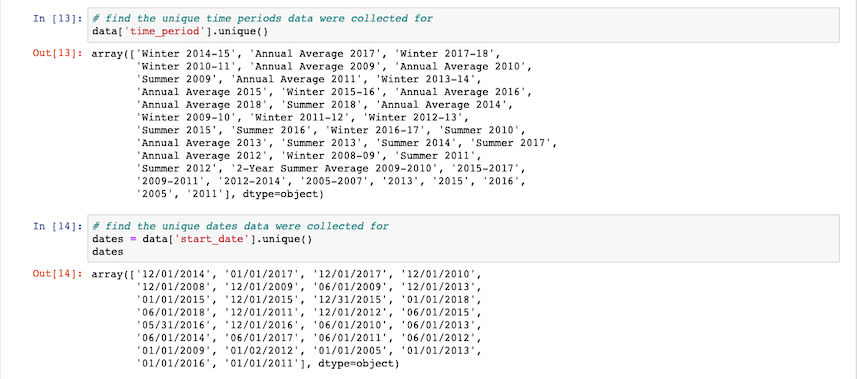 In [13]: # find the unique time periods data were collected for
data['time_period'].unique()
Out[13]: array(['Winter 2014-15', 'Annual Average 2017', 'Winter 2017-18',
'Winter 2010-11', 'Annual Average 2009', 'Annual Average 2010',
'Summer 2009', 'Annual Average 2011', 'Winter 2013-14',
'Annual Average 2015', 'Winter 2015-16', 'Annual Average 2016',
'Annual Average 2018', 'Summer 2018', 'Annual Average 2014',
'Winter 2009-10', 'Winter 2011-12', 'Winter 2012-13',
'Summer 2015', 'Summer 2016', 'Winter 2016-17', 'Summer 2010',
'Annual Average 2013', 'Summer 2013', 'Summer 2014', 'Summer 2017',
'Annual Average 2012', 'Winter 2008-09', 'Summer 2011',
'Summer 2012', '2-Year Summer Average 2009-2010', '2015-2017',
'2009-2011', '2012-2014', '2005-2007', '2013', '2015', '2016',
'2005', '2011'], dtype=object)
In [14]: # find the unique dates data were collected for
dates = data['start_date'].unique()
dates
Out[14]: array(['12/01/2014', '01/01/2017', '12/01/2017', '12/01/2010',
'12/01/2008', '12/01/2009', '06/01/2009', '12/01/2013',
'01/01/2015', '12/01/2015', '12/31/2015', '01/01/2018',
'06/01/2018', '12/01/2011', '12/01/2012', '06/01/2015',
'05/31/2016', '12/01/2016', '06/01/2010', '06/01/2013',
'06/01/2014', '06/01/2017', '06/01/2011', '06/01/2012',
'01/01/2009', '01/02/2012', '01/01/2005', '01/01/2013',
'01/01/2016', '01/01/2011'], dtype=object)